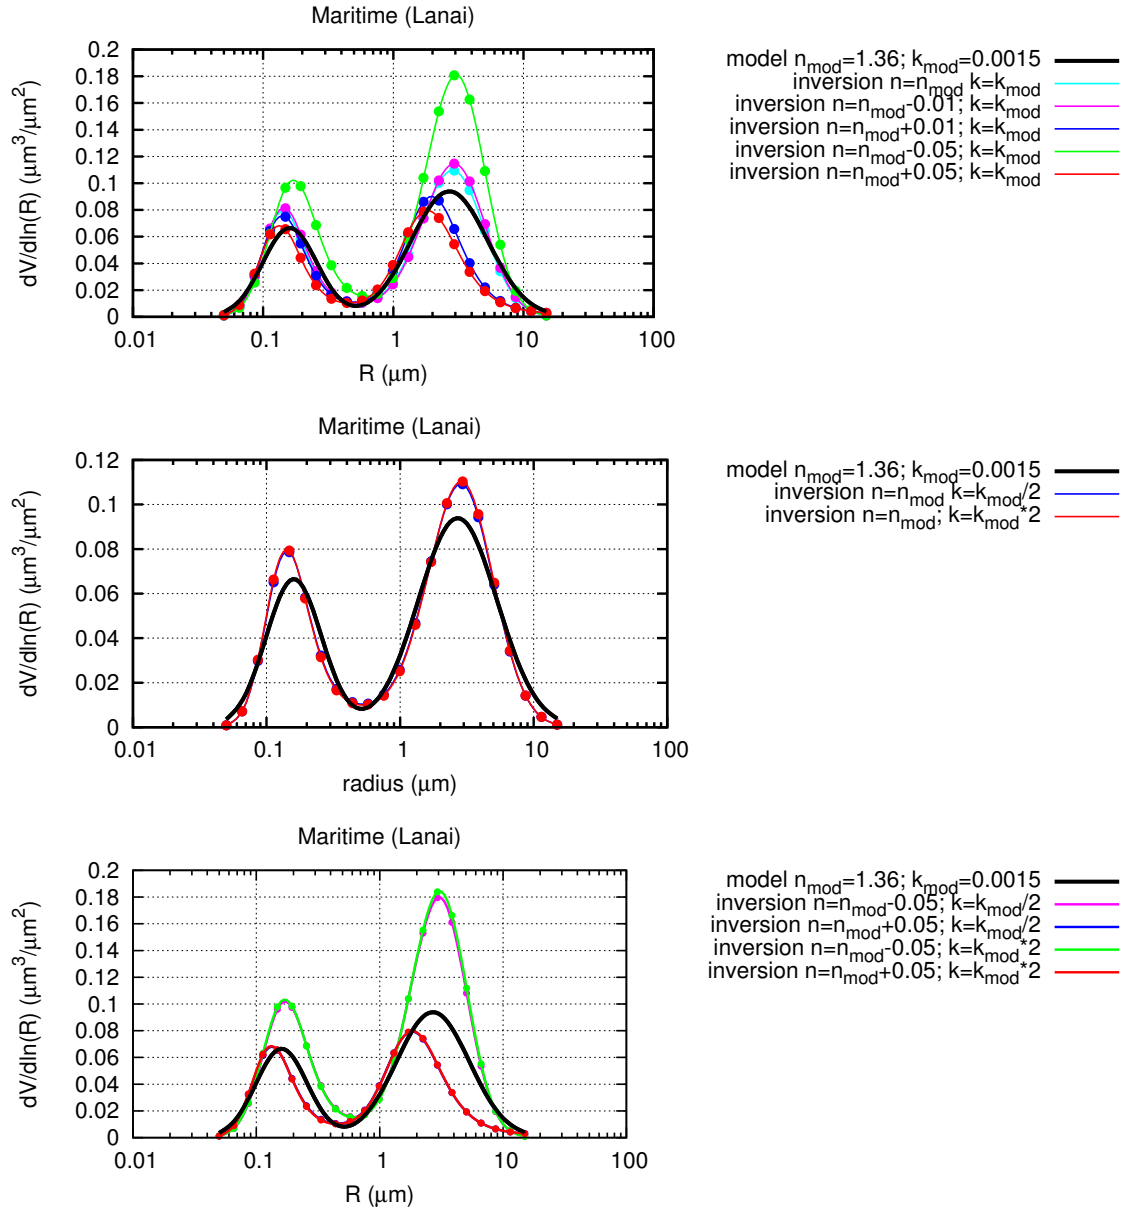 Maritime (Lanai)
dV/dln(R) (μm³/μm²)
0.2
0.18
0.16
0.14
0.12
0.1
0.08
0.06
0.04
0.02
0
0.01
0.1
1
10
100
R (μm)
model n_mod=1.36; k_mod=0.0015
inversion n=n_mod k=k_mod
inversion n=n_mod-0.01; k=k_mod
inversion n=n_mod+0.01; k=k_mod
inversion n=n_mod-0.05; k=k_mod
inversion n=n_mod+0.05; k=k_mod
Maritime (Lanai)
dV/dln(R) (μm³/μm²)
0.12
0.1
0.08
0.06
0.04
0.02
0
0.01
0.1
1
10
100
radius (μm)
model n_mod=1.36; k_mod=0.0015
inversion n=n_mod k=k_mod/2
inversion n=n_mod; k=k_mod*2
Maritime (Lanai)
dV/dln(R) (μm³/μm²)
0.2
0.18
0.16
0.14
0.12
0.1
0.08
0.06
0.04
0.02
0
0.01
0.1
1
10
100
R (μm)
model n_mod=1.36; k_mod=0.0015
inversion n=n_mod-0.05; k=k_mod/2
inversion n=n_mod+0.05; k=k_mod/2
inversion n=n_mod-0.05; k=k_mod*2
inversion n=n_mod+0.05; k=k_mod*2